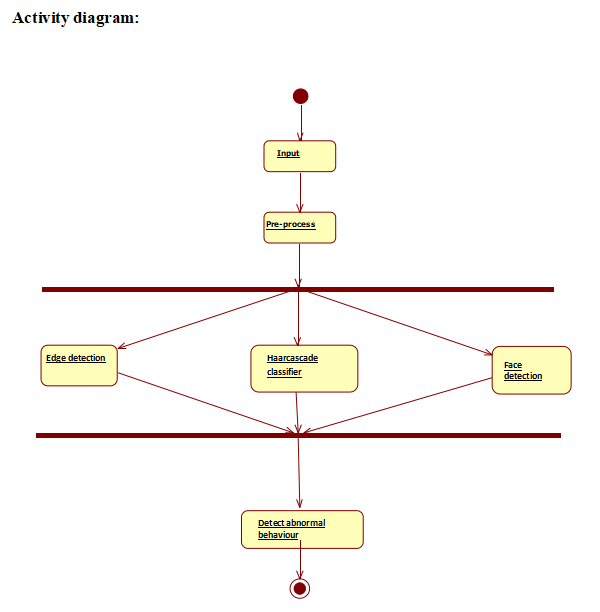 Activity diagram:
Input
Pre-process
Edge detection
Haarcascade
classifier
Face
detection
Detect abnormal
behaviour